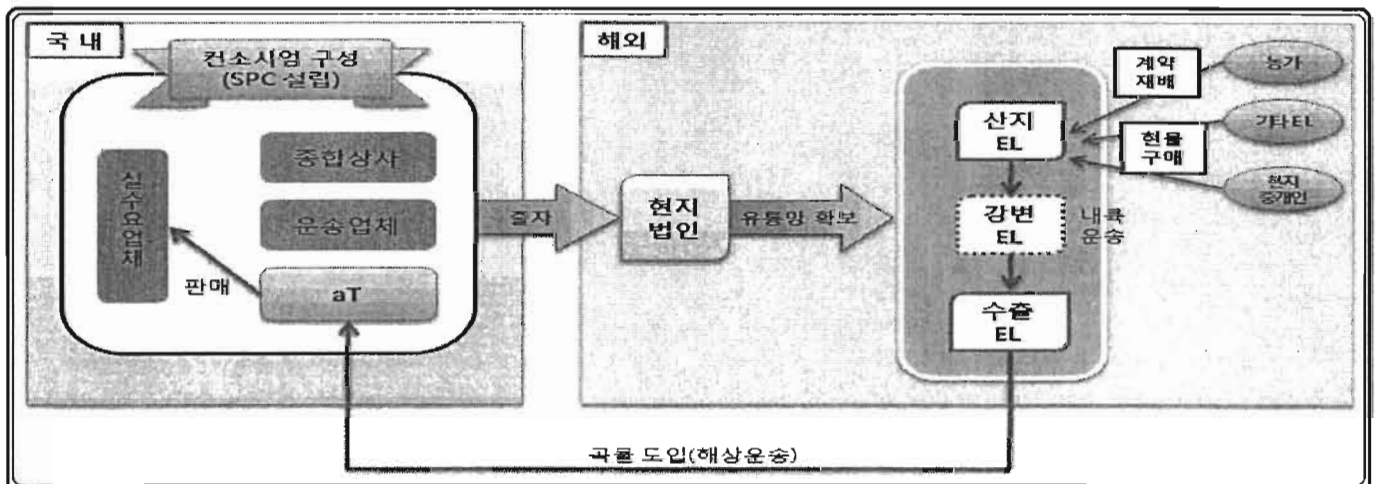 국 내
컨소시엄 구성
(SPC 설립)
실수요업체
종합상사
운송업체
판매
aT
출자
해외
현지
법인
유통망 확보
산지
EL
강변
EL
내륙
운송
수출
EL
계약
재배
현물
구매
농가
기타 EL
현지
중개인
곡물 도입(해상운송)